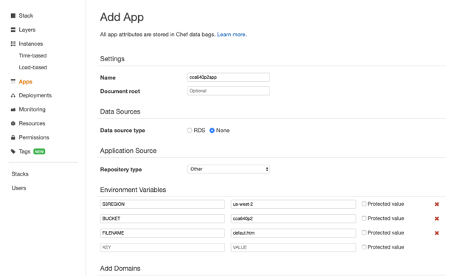 Stack
Layers
Instances
Time-based
Load-based
Apps
Deployments
Monitoring
Resources
Permissions
Tags NEW
Stacks
Users
Add App
All app attributes are stored in Chef data bags. Learn more.
Settings
Name cca640p2app
Document root Optional
Data Sources
Data source type RDS None
Application Source
Repository type Other
Environment Variables
S3REGION us-west-2 Protected value
BUCKET cca640p2 Protected value
FILENAME default.htm Protected value
KEY VALUE Protected value
Add Domains